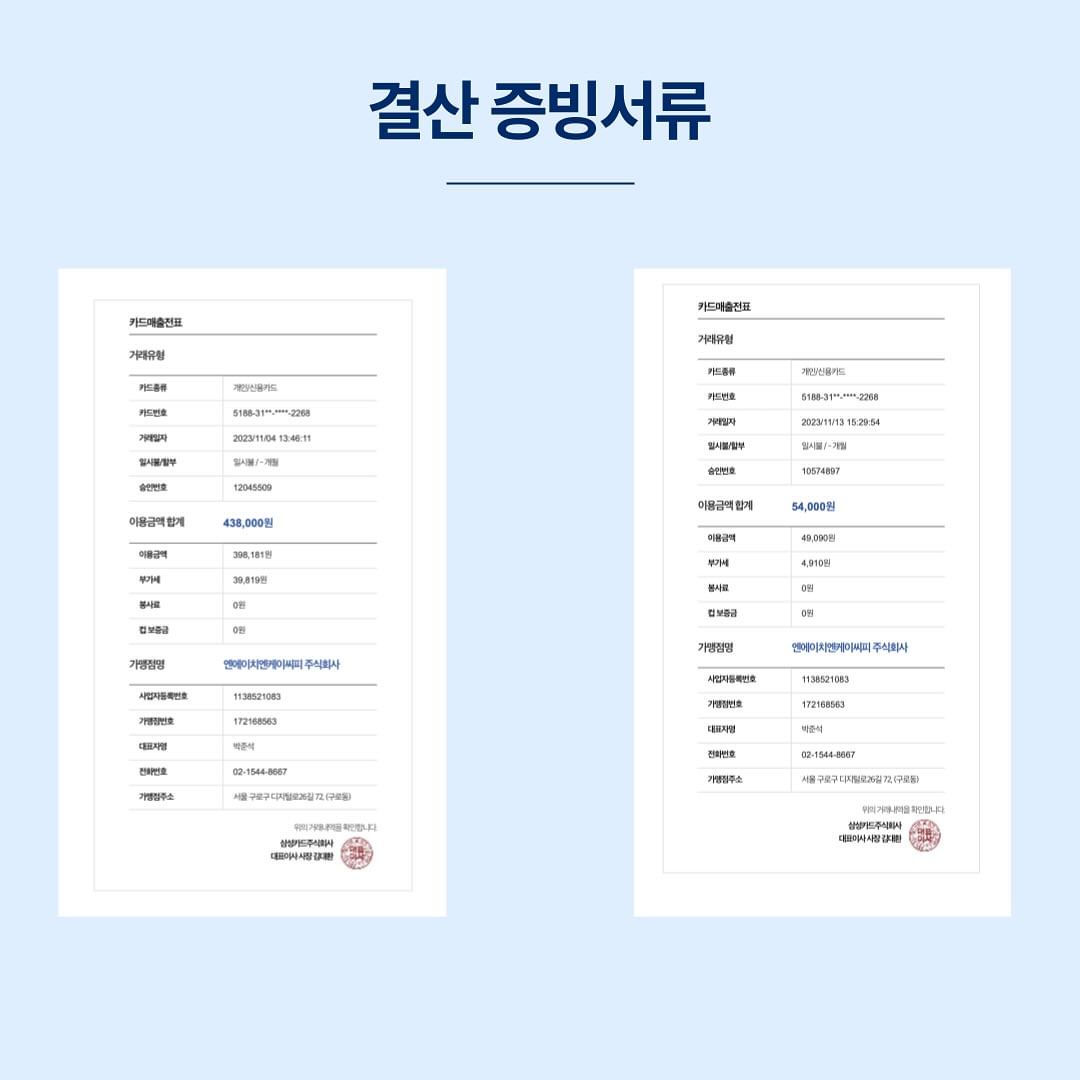 결산 증빙서류
카드매출전표
거래유형
카드종류 개인/신용카드
카드번호 5188-31**-****-2268
거래일자 2023/11/04 13:46:11
일시불/할부 일시불 / - 개월
승인번호 12045509
이용금액 합계 438,000원
이용금액 398,181원
부가세 39,819원
봉사료 0원
컵 보증금 0원
가맹점명 엔에이치엔케이씨피 주식회사
사업자등록번호 1138521083
가맹점번호 172168563
대표자명 박준석
전화번호 02-1544-8667
가맹점주소 서울 구로구 디지털로26길 72, (구로동)
위의 거래내역을 확인합니다.
삼성카드주식회사
대표이사 사장 김대환
대표
이사
카드매출전표
거래유형
카드종류 개인/신용카드
카드번호 5188-31**-****-2268
거래일자 2023/11/13 15:29:54
일시불/할부 일시불 / - 개월
승인번호 10574897
이용금액 합계 54,000원
이용금액 49,090원
부가세 4,910원
봉사료 0원
컵 보증금 0원
가맹점명 엔에이치엔케이씨피 주식회사
사업자등록번호 1138521083
가맹점번호 172168563
대표자명 박준석
전화번호 02-1544-8667
가맹점주소 서울 구로구 디지털로26길 72, (구로동)
위의 거래내역을 확인합니다.
삼성카드주식회사
대표이사 사장 김대환
대표
이사